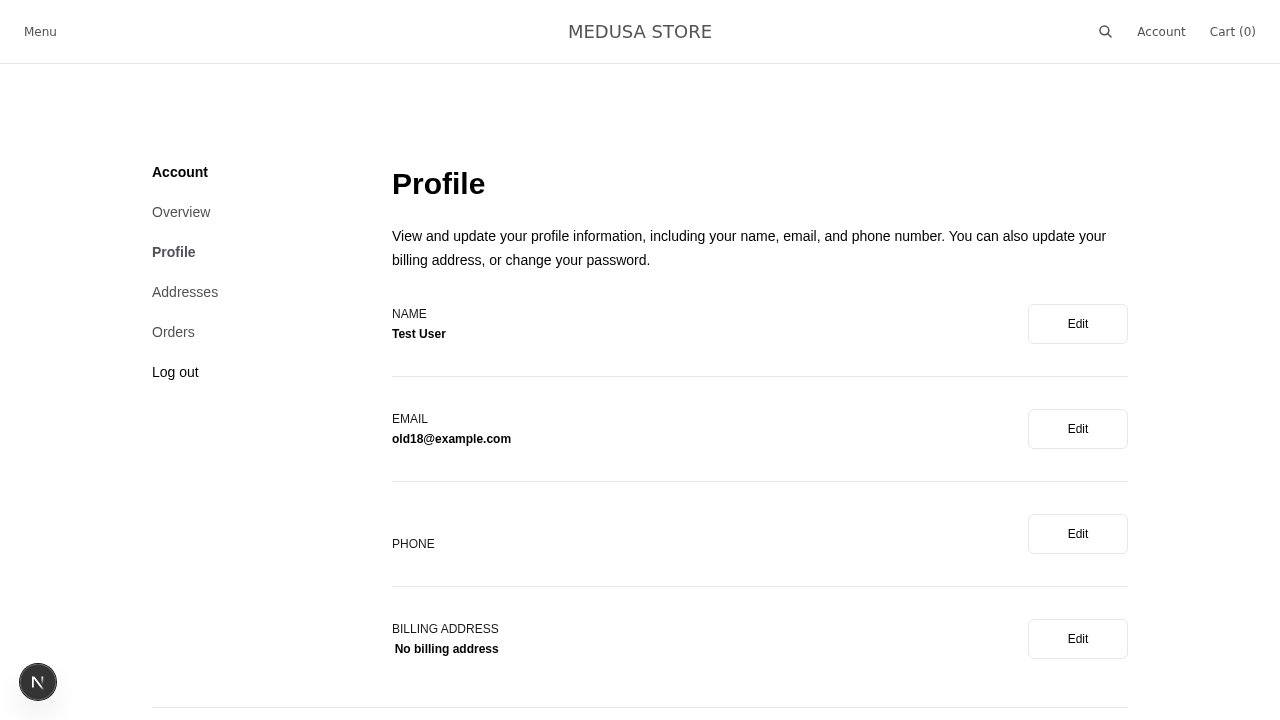 Menu
MEDUSA STORE
Account
Cart (0)
Account
Overview
Profile
Addresses
Orders
Log out
Profile
View and update your profile information, including your name, email, and phone number. You can also update your
billing address, or change your password.
NAME
Test User
Edit
EMAIL
old18@example.com
Edit
PHONE
Edit
BILLING ADDRESS
No billing address
Edit
N